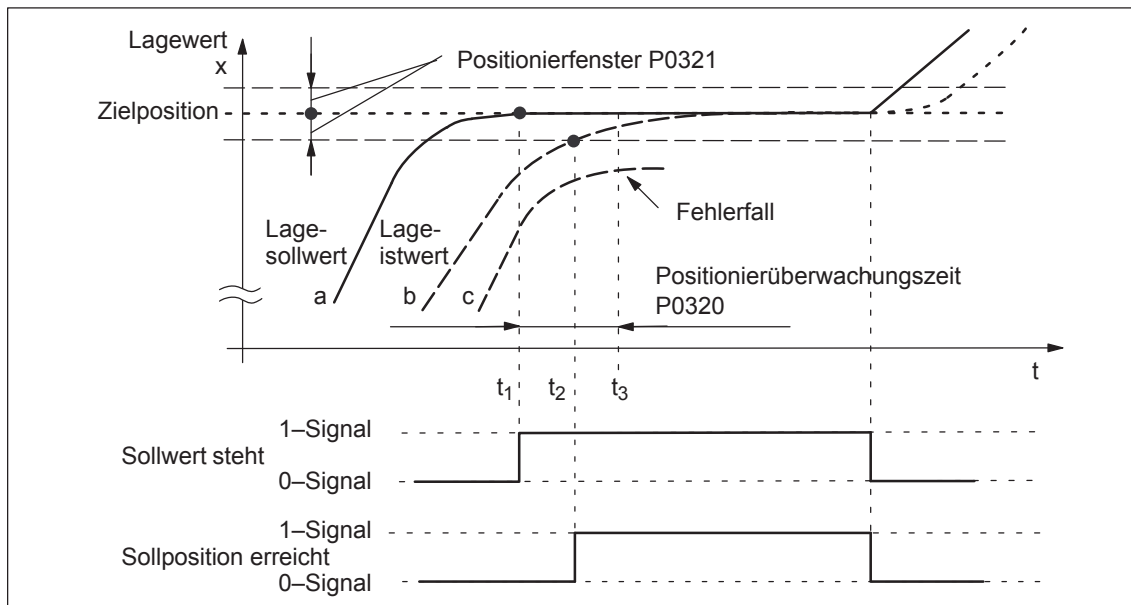 Lagewert
x
Positionierfenster P0321
Zielposition
Fehlerfall
Lage-
sollwert
Lage-
istwert
a
b
c
Positionierüberwachungszeit
P0320
t
t1
t2
t3
1–Signal
Sollwert steht
0–Signal
1–Signal
Sollposition erreicht
0–Signal